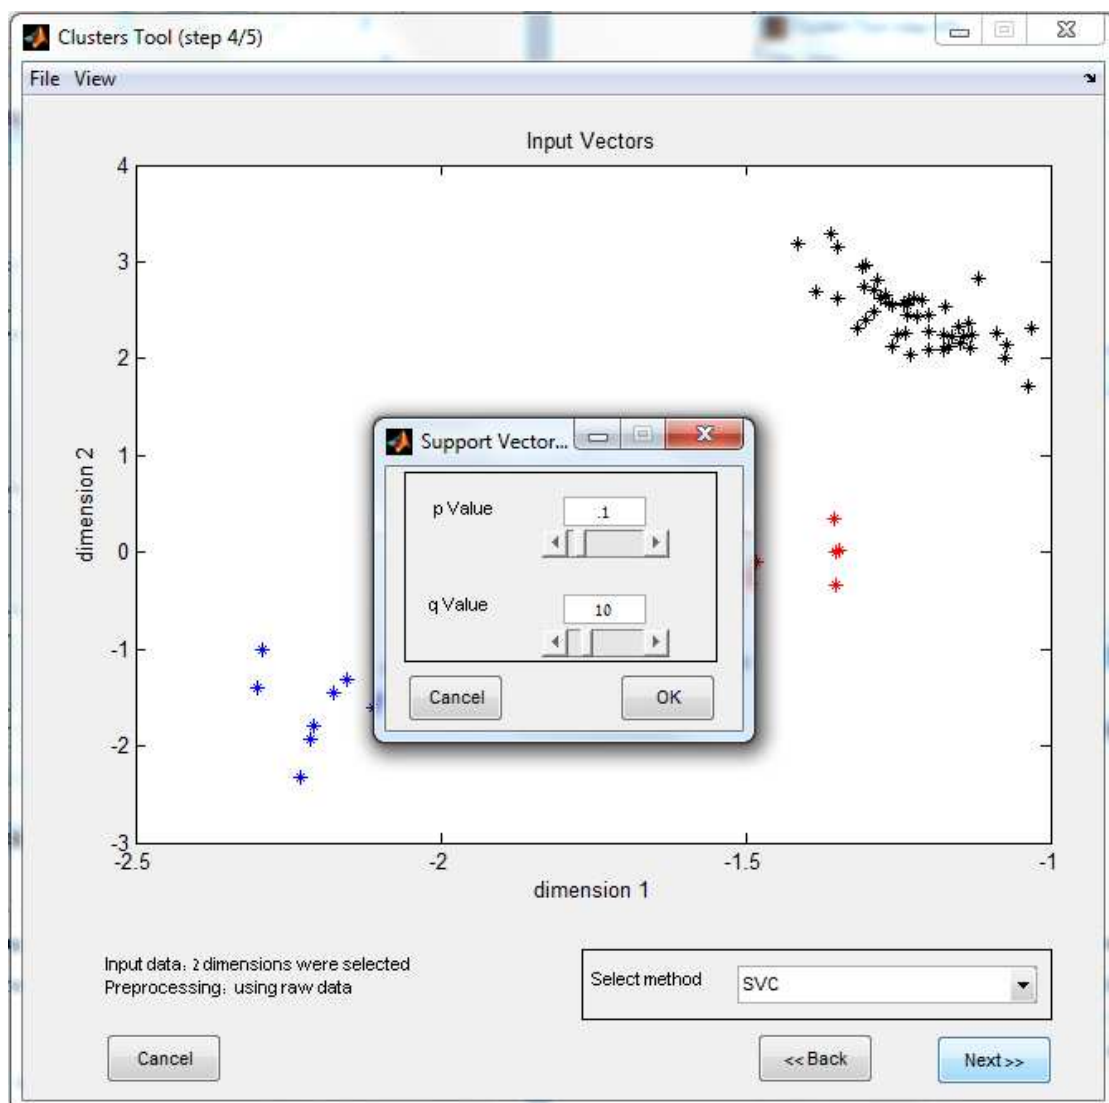 Clusters Tool (step 4/5)
File View
Input Vectors
4
3
2
1
0
-1
-2
-3
dimension 2
-2.5 -2 -1.5 -1
dimension 1
Support Vector...
p Value .1
q Value 10
Cancel OK
Input data: 2 dimensions were selected
Preprocessing: using raw data
Select method SVC
Cancel << Back Next >>